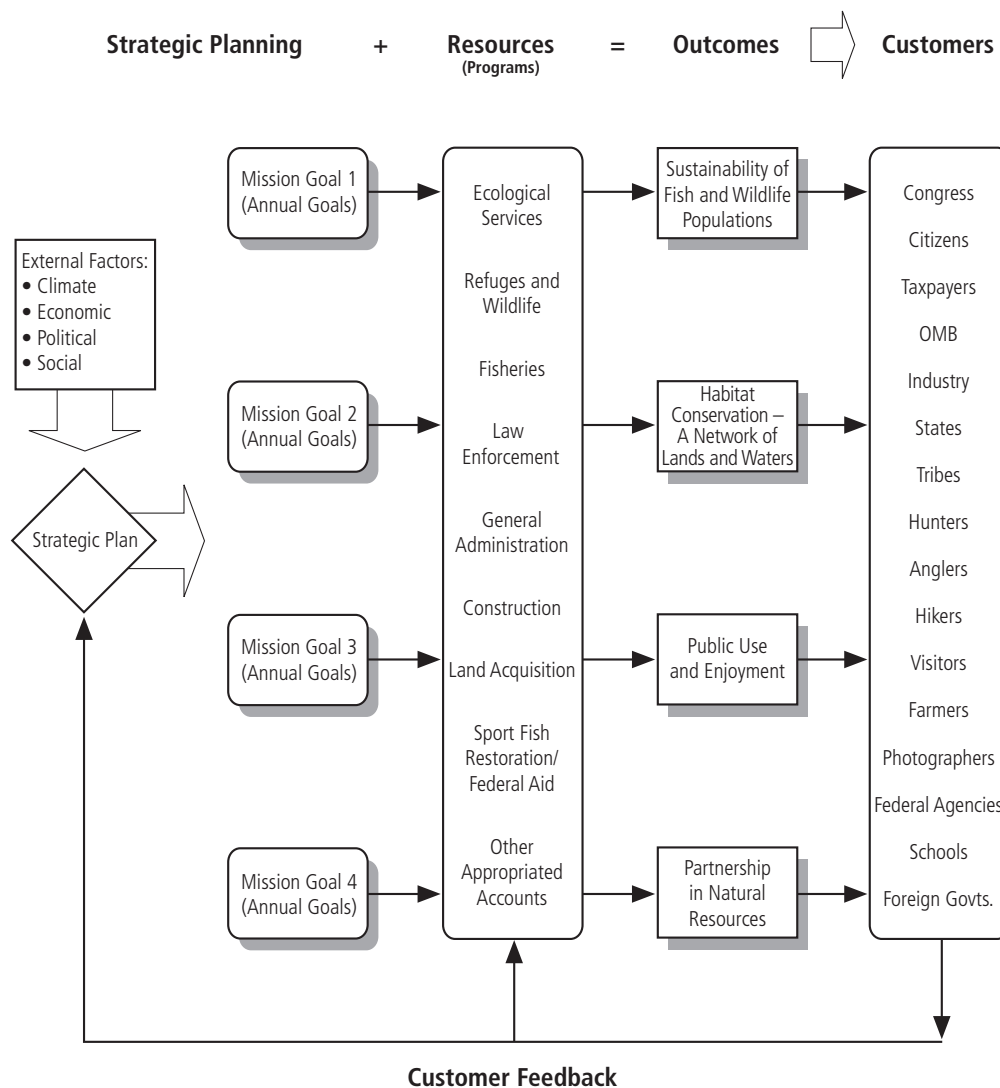 Strategic Planning + Resources = Outcomes Customers
(Programs)
External Factors:
• Climate
• Economic
• Political
• Social
Strategic Plan
Mission Goal 1
(Annual Goals)
Mission Goal 2
(Annual Goals)
Mission Goal 3
(Annual Goals)
Mission Goal 4
(Annual Goals)
Ecological
Services
Refuges and
Wildlife
Fisheries
Law
Enforcement
General
Administration
Construction
Land Acquisition
Sport Fish
Restoration/
Federal Aid
Other
Appropriated
Accounts
Sustainability of
Fish and Wildlife
Populations
Habitat
Conservation –
A Network of
Lands and Waters
Public Use
and Enjoyment
Partnership
in Natural
Resources
Congress
Citizens
Taxpayers
OMB
Industry
States
Tribes
Hunters
Anglers
Hikers
Visitors
Farmers
Photographers
Federal Agencies
Schools
Foreign Govts.
Customer Feedback